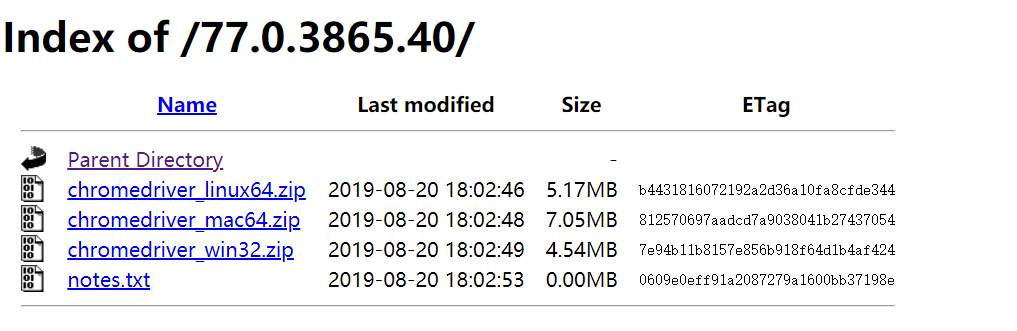 Index of /77.0.3865.40/
Name Last modified Size ETag
Parent Directory -
chromedriver_linux64.zip 2019-08-20 18:02:46 5.17MB b4431816072192a2d36a10fa8cfde344
chromedriver_mac64.zip 2019-08-20 18:02:48 7.05MB 812570697aadcd7a9038041b27437054
chromedriver_win32.zip 2019-08-20 18:02:49 4.54MB 7e94b11b8157e856b918f64d1b4af424
notes.txt 2019-08-20 18:02:53 0.00MB 0609e0eff91a2087279a1600bb37198e